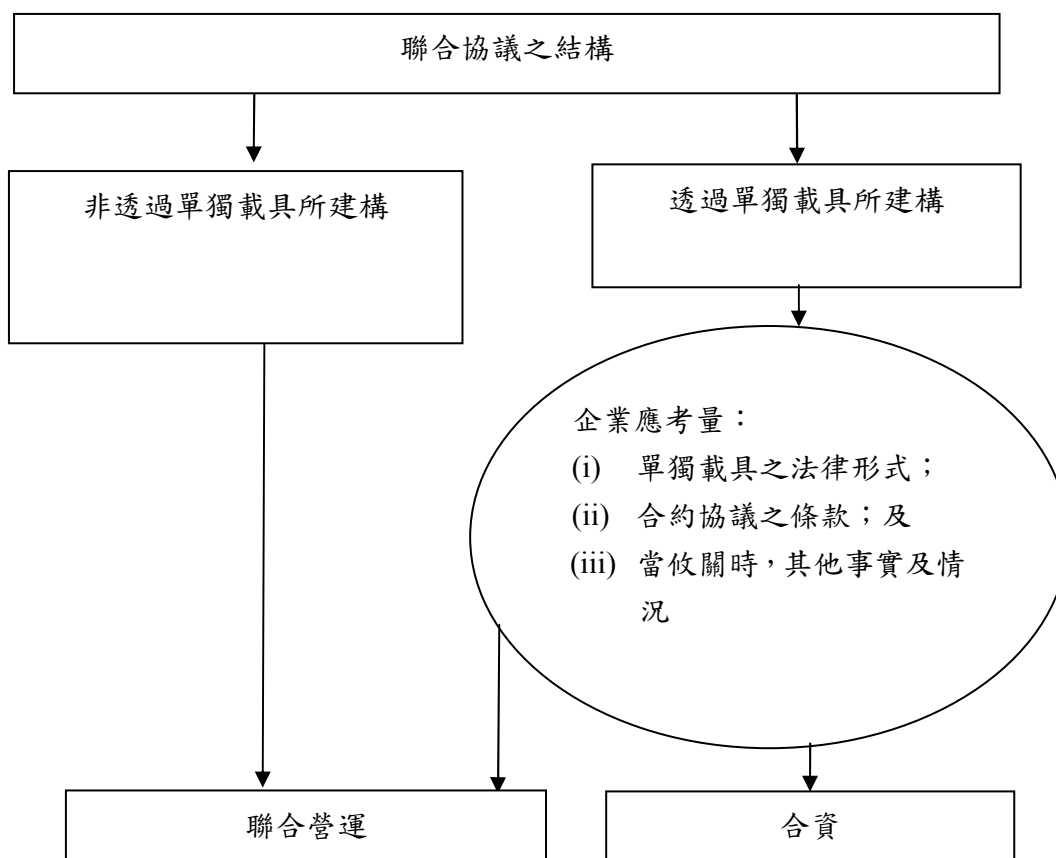 聯合協議之結構
非透過單獨載具所建構
透過單獨載具所建構
企業應考量：
(i) 單獨載具之法律形式；
(ii) 合約協議之條款；及
(iii) 當攸關時，其他事實及情
況
聯合營運
合資